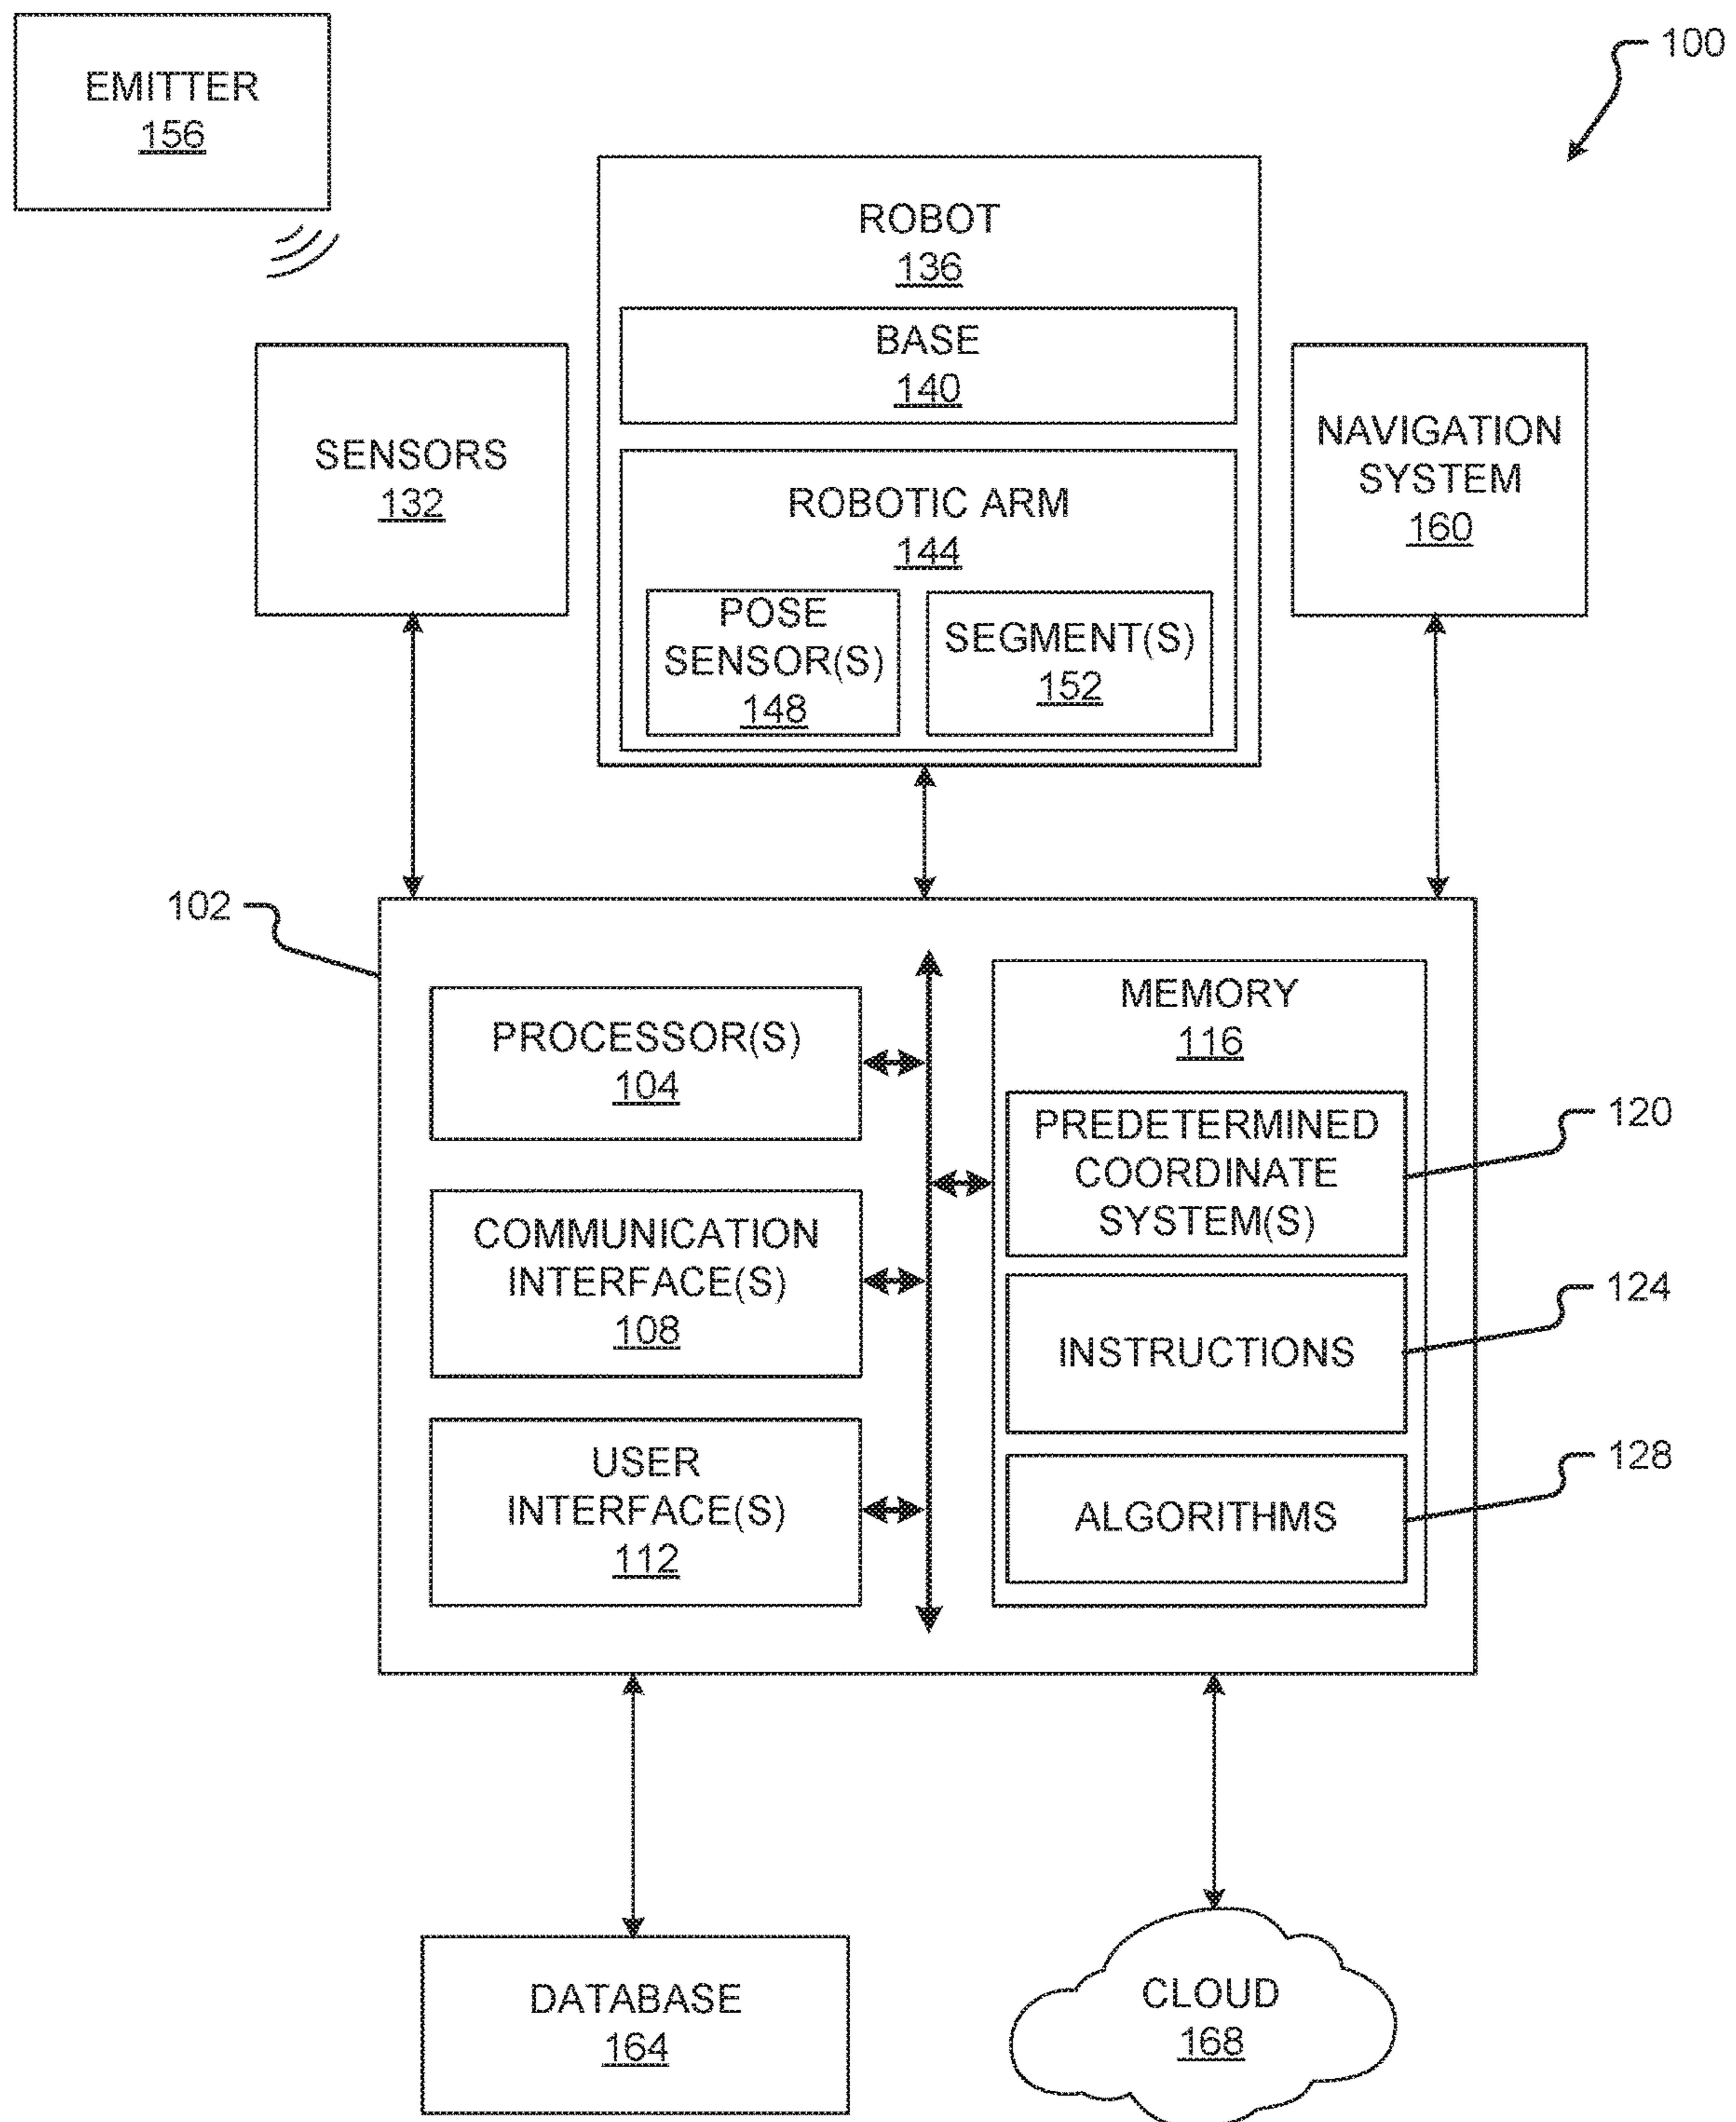 EMITTER
156
100
ROBOT
136
BASE
140
SENSORS
132
ROBOTIC ARM
144
POSE
SENSOR(S)
148
SEGMENT(S)
152
NAVIGATION
SYSTEM
160
102
PROCESSOR(S)
104
COMMUNICATION
INTERFACE(S)
108
USER
INTERFACE(S)
112
MEMORY
116
PREDETERMINED
COORDINATE
SYSTEM(S)
120
INSTRUCTIONS
124
ALGORITHMS
128
DATABASE
164
CLOUD
168